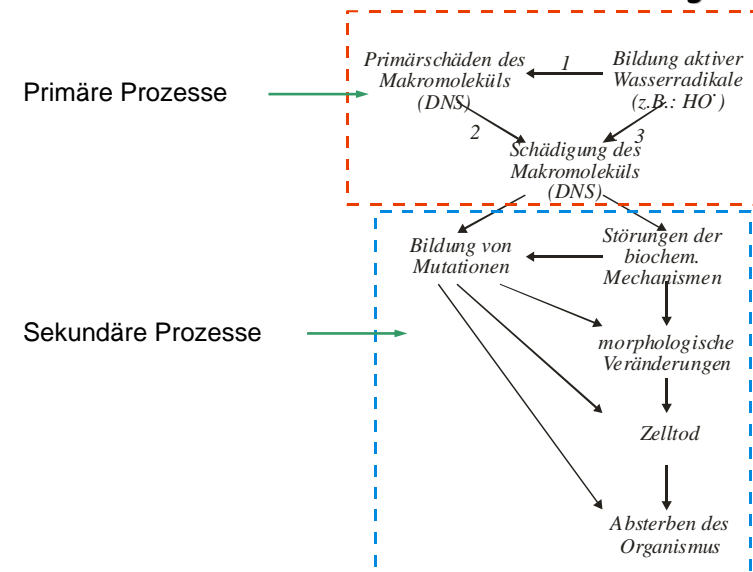 g
Primäre Prozesse
Primärschäden des
Makromoleküls
(DNS)
1
Bildung aktiver
Wasserradikale
(z.B.: HO˙)
2
3
Schädigung des
Makromoleküls
(DNS)
Sekundäre Prozesse
Bildung von
Mutationen
Störungen der
biochem.
Mechanismen
morphologische
Veränderungen
Zelltod
Absterben des
Organismus